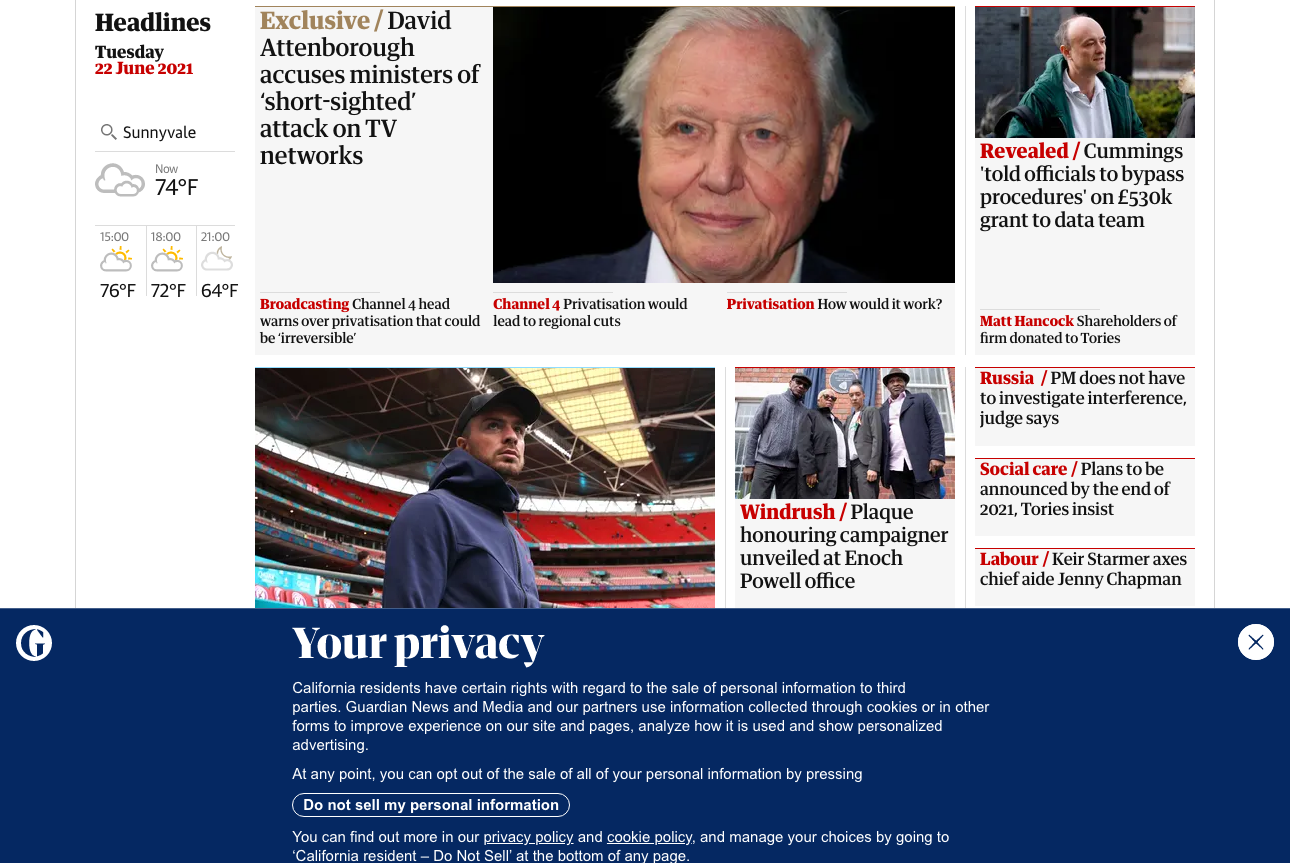 Headlines
Tuesday
22 June 2021
Sunnyvale
Now
74°F
15:00
18:00
21:00
76°F
72°F
64°F
Exclusive / David
Attenborough
accuses ministers of
‘short-sighted’
attack on TV
networks
Broadcasting Channel 4 head
warns over privatisation that could
be ‘irreversible’
Channel 4 Privatisation would
lead to regional cuts
Privatisation How would it work?
Revealed / Cummings
'told officials to bypass
procedures' on £530k
grant to data team
Matt Hancock Shareholders of
firm donated to Tories
Windrush / Plaque
honouring campaigner
unveiled at Enoch
Powell office
Russia / PM does not have
to investigate interference,
judge says
Social care / Plans to be
announced by the end of
2021, Tories insist
Labour / Keir Starmer axes
chief aide Jenny Chapman
G
Your privacy
California residents have certain rights with regard to the sale of personal information to third
parties. Guardian News and Media and our partners use information collected through cookies or in other
forms to improve experience on our site and pages, analyze how it is used and show personalized
advertising.
At any point, you can opt out of the sale of all of your personal information by pressing
Do not sell my personal information
You can find out more in our privacy policy and cookie policy, and manage your choices by going to
‘California resident – Do Not Sell’ at the bottom of any page.